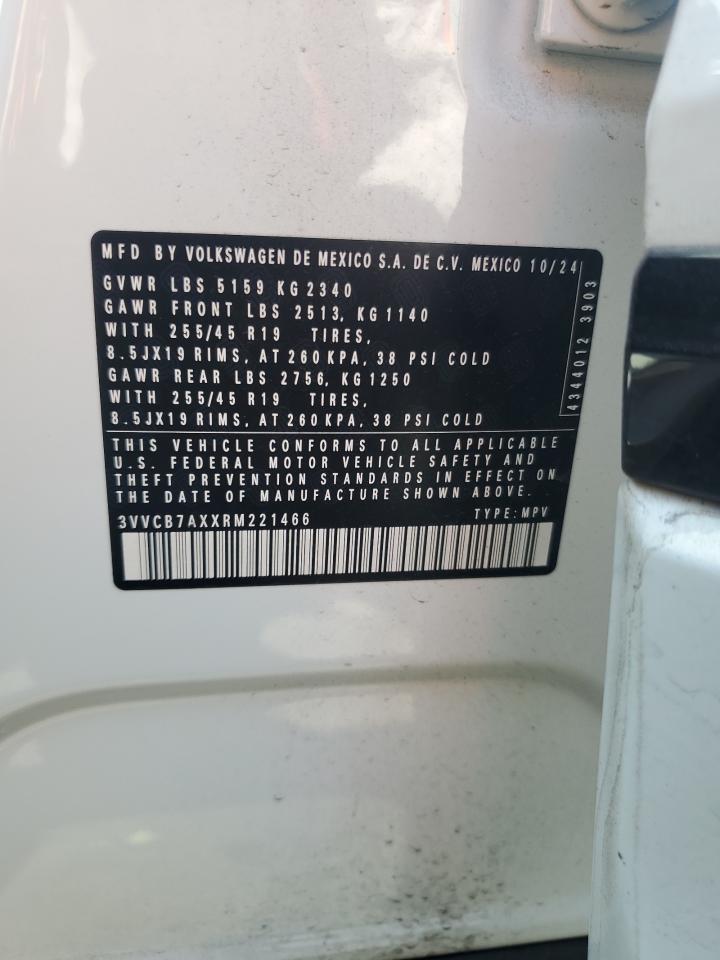 MFD BY VOLKSWAGEN DE MEXICO S.A. DE C.V. MEXICO 10/24
GVWR LBS 5159 KG 2340
GAWR FRONT LBS 2513, KG 1140
WITH 255/45 R19 TIRES,
8.5JX19 RIMS, AT 260 KPA, 38 PSI COLD
GAWR REAR LBS 2756, KG 1250
WITH 255/45 R19 TIRES,
8.5JX19 RIMS, AT 260 KPA, 38 PSI COLD
4344012 3903
THIS VEHICLE CONFORMS TO ALL APPLICABLE
U.S. FEDERAL MOTOR VEHICLE SAFETY AND
THEFT PREVENTION STANDARDS IN EFFECT ON
THE DATE OF MANUFACTURE SHOWN ABOVE.
3VVCB7AXXRM221466 TYPE: MPV